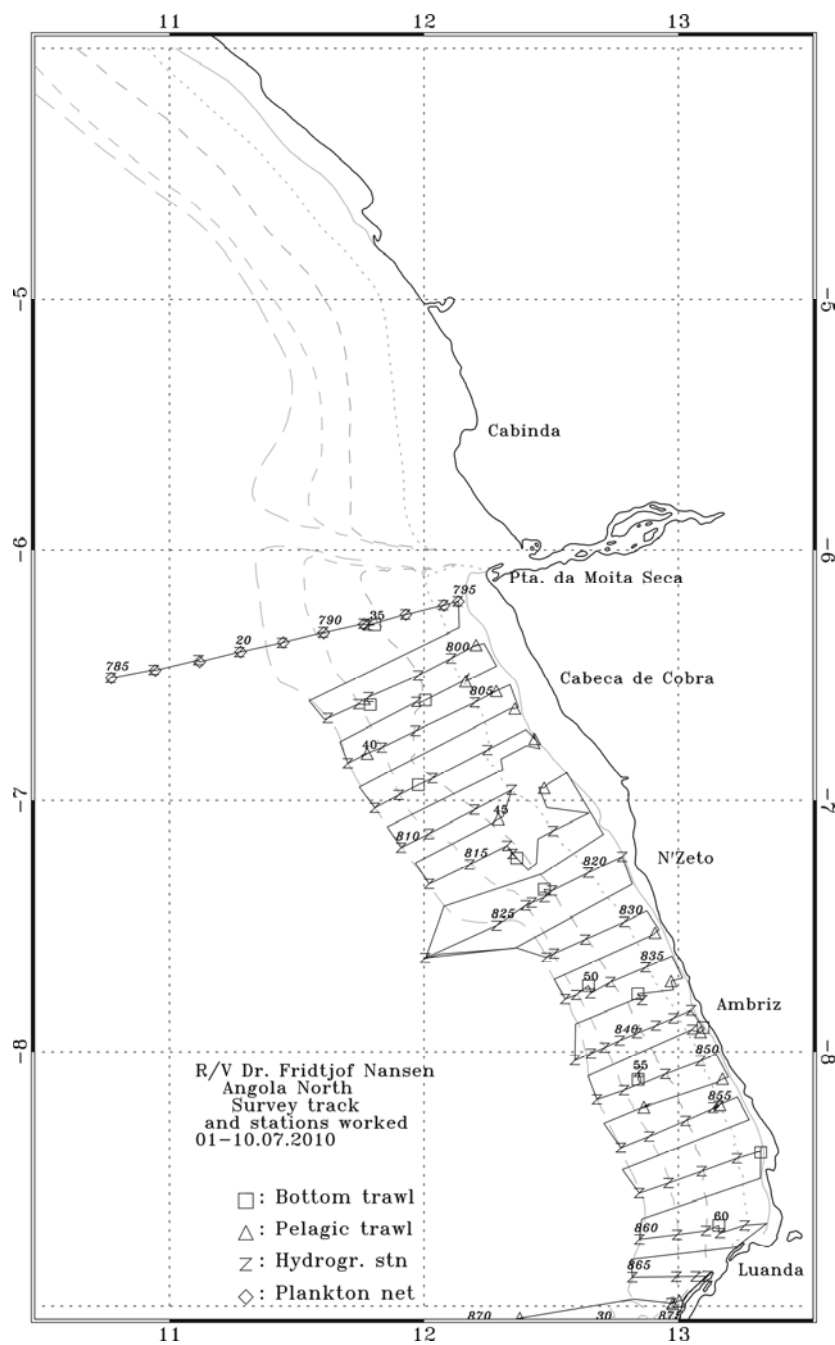 11 12 13
-5 -5
Cabinda
-6 -6
Pta. da Moita Seca
795
35
790
20
785
800
Cabeca de Cobra
805
40
-7 -7
45
810
815
820
N'Zeto
825
830
835
50
Ambriz
840
-8 -8
850
55
855
R/V Dr. Fridtjof Nansen
Angola North
Survey track
and stations worked
01-10.07.2010
: Bottom trawl
: Pelagic trawl
: Hydrogr. stn
: Plankton net
60
860
865
Luanda
870 30
11 12 13